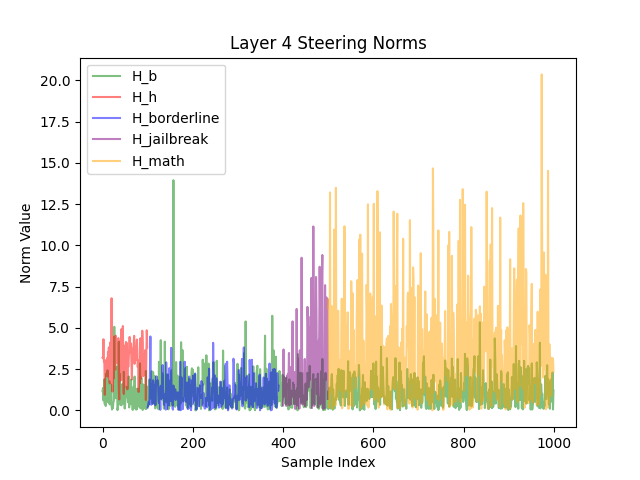 Layer 4 Steering Norms
H_b
H_h
H_borderline
H_jailbreak
H_math
Norm Value
20.0
17.5
15.0
12.5
10.0
7.5
5.0
2.5
0.0
0 200 400 600 800 1000
Sample Index